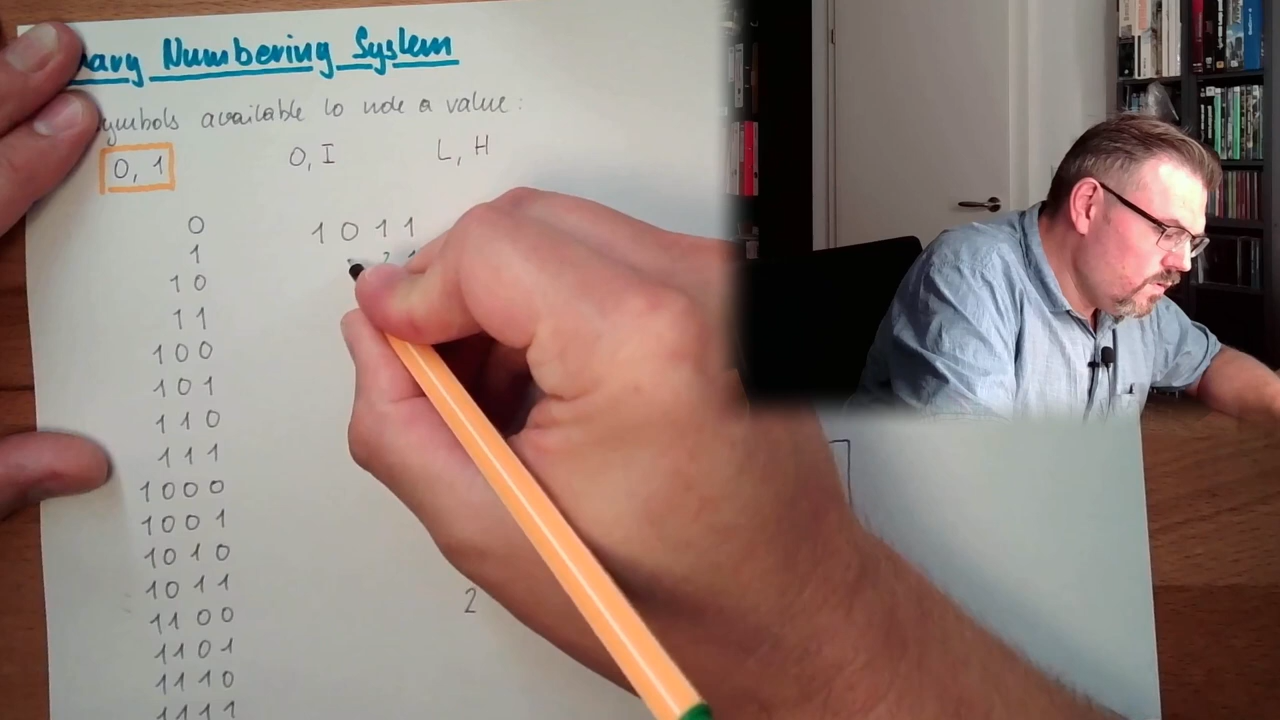 Numbering System
available to note a value:
0, 1 0, I L, H
0 1 0 1 1
1 2 1
1 0
1 1
1 0 0
1 0 1
1 1 0
1 1 1
1 0 0 0
1 0 0 1
1 0 1 0
1 0 1 1
2
1 1 0 0
1 1 0 1
1 1 1 0
1 1 1 1